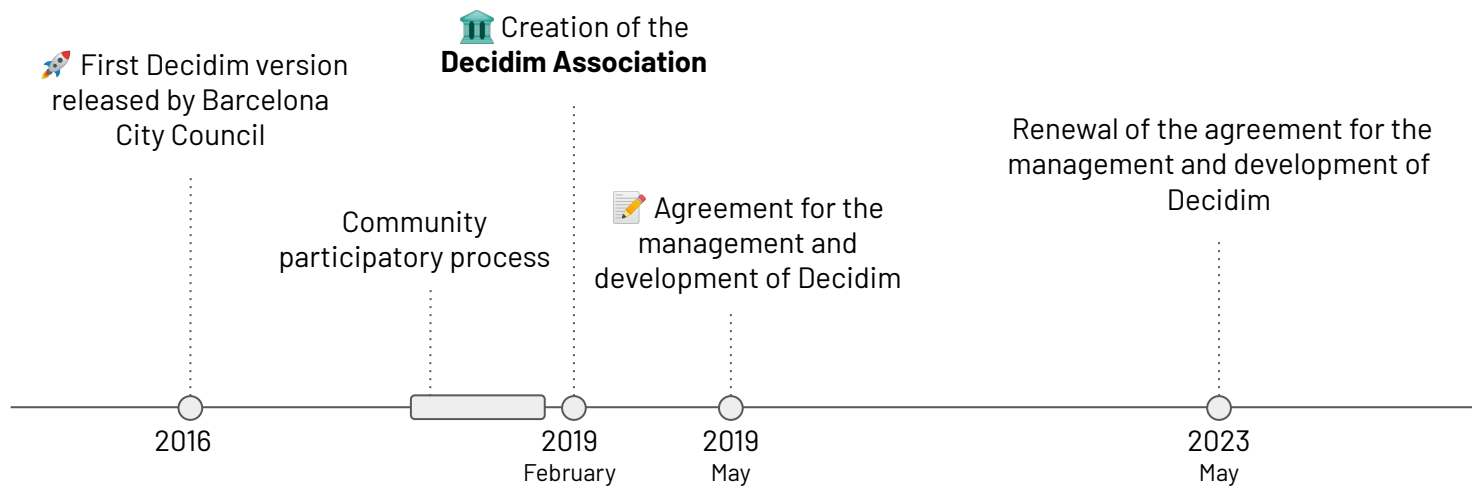 🚀 First Decidim version
released by Barcelona
City Council
Community
participatory process
🏛️ Creation of the
Decidim Association
📝 Agreement for the
management and
development of Decidim
Renewal of the agreement for the
management and development of
Decidim
2016
2019
February
2019
May
2023
May